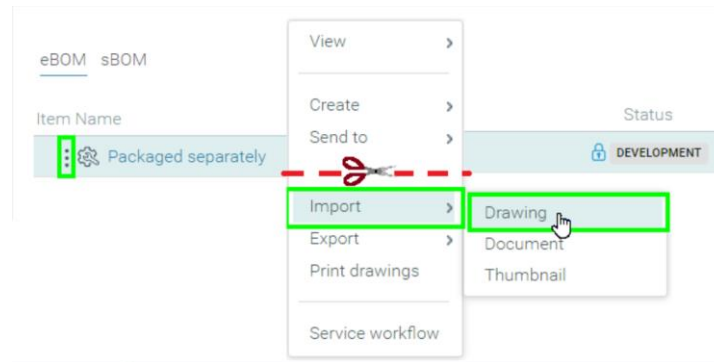 eBOM sBOM
Item Name
Status
Packaged separately
DEVELOPMENT
View
Create
Send to
Import
Export
Print drawings
Service workflow
Drawing
Document
Thumbnail